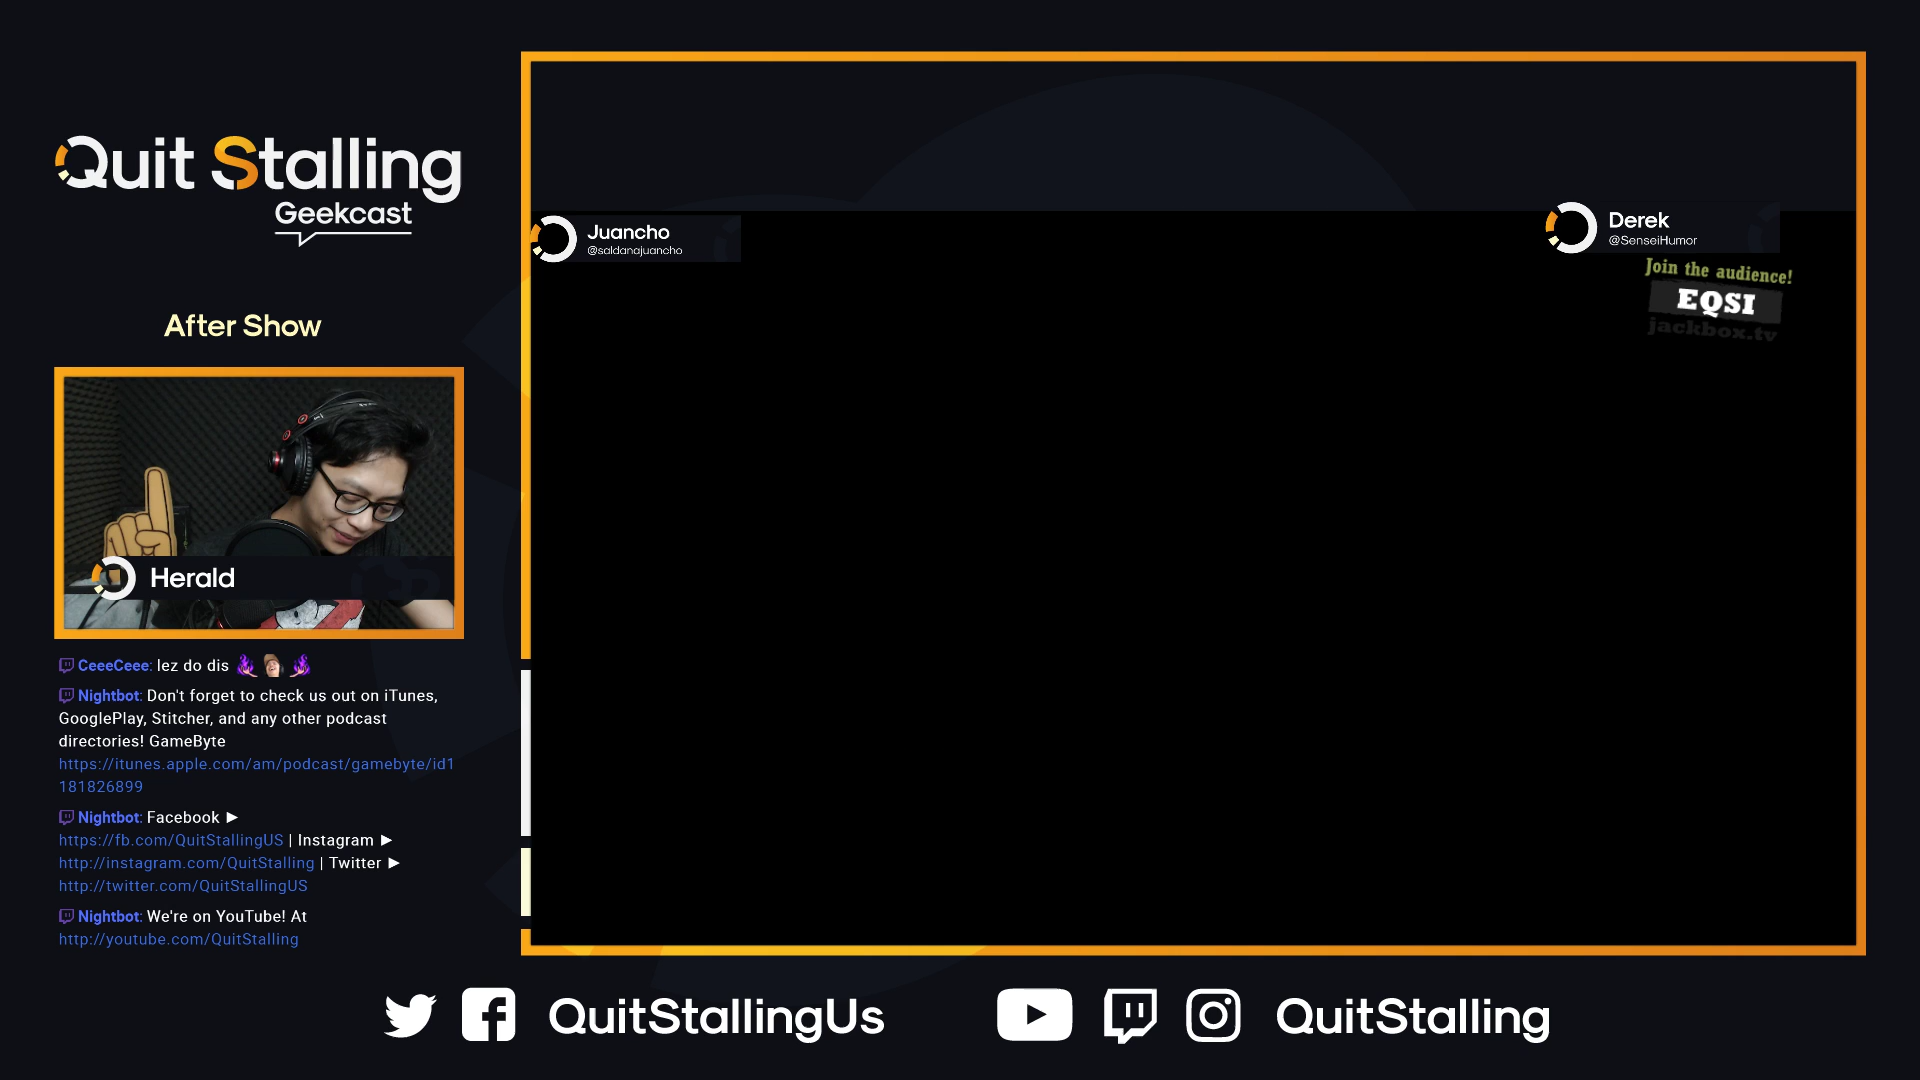 Quit Stalling
Geekcast
After Show
Herald
CeeeCeee: lez do dis
Nightbot: Don't forget to check us out on iTunes,
GooglePlay, Stitcher, and any other podcast
directories! GameByte
https://itunes.apple.com/am/podcast/gamebyte/id1
181826899
Nightbot: Facebook ►
https://fb.com/QuitStallingUS | Instagram ►
http://instagram.com/QuitStalling | Twitter ►
http://twitter.com/QuitStallingUS
Nightbot: We're on YouTube! At
http://youtube.com/QuitStalling
Juancho
@saldanajuancho
Derek
@SenseiHumor
Join the audience!
EQSI
jackbox.tv
QuitStallingUs
QuitStalling